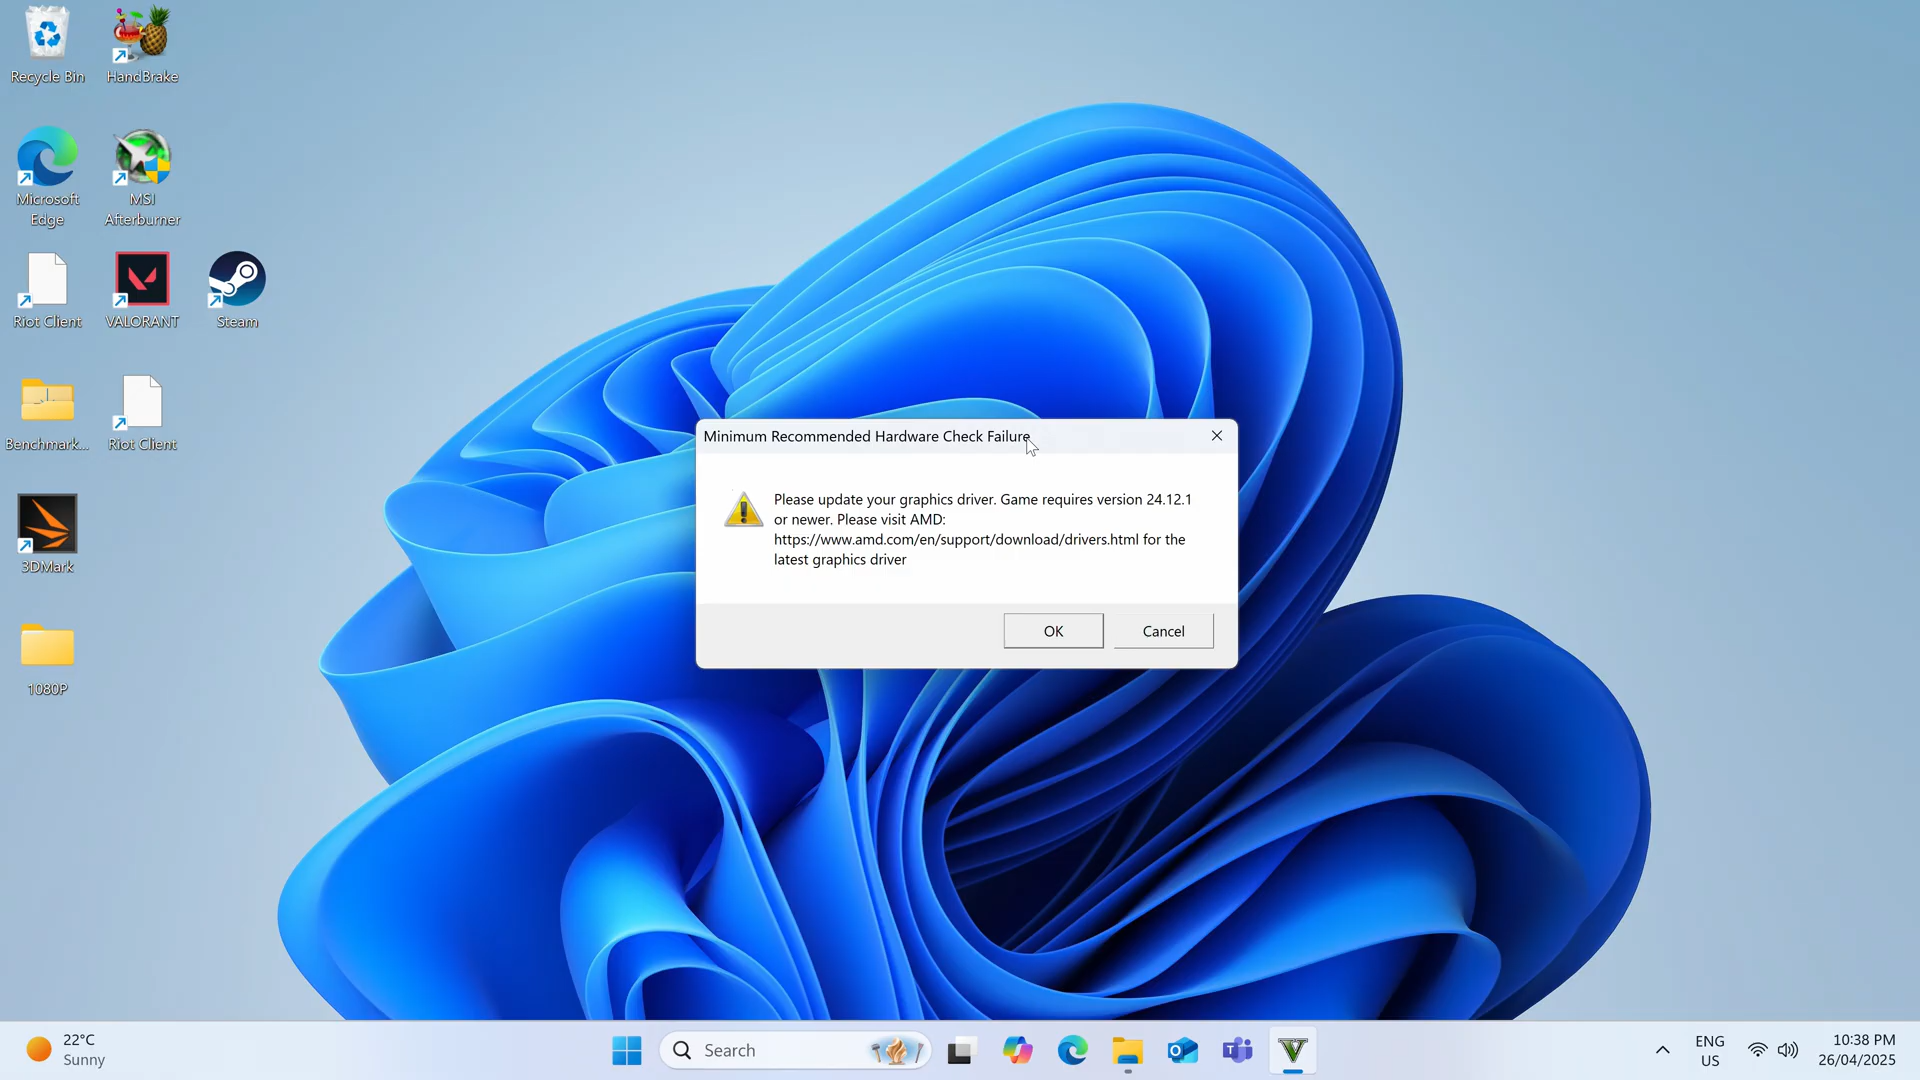 Recycle Bin
HandBrake
Microsoft
Edge
MSI
Afterburner
Riot Client
VALORANT
Steam
Benchmark...
Riot Client
3DMark
1080P
Minimum Recommended Hardware Check Failure
Please update your graphics driver. Game requires version 24.12.1
or newer. Please visit AMD:
https://www.amd.com/en/support/download/drivers.html for the
latest graphics driver
OK
Cancel
22°C
Sunny
Search
ENG
US
10:38 PM
26/04/2025